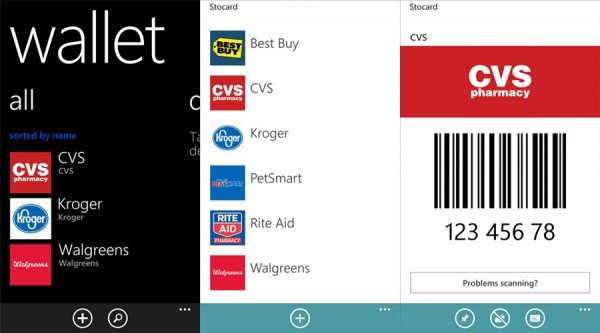 wallet
all
sorted by name
CVS
pharmacy
CVS
CVS
Kroger
Kroger
Kroger
Walgreens
Walgreens
Walgreens
Stocard
BEST
BUY
Best Buy
CVS
pharmacy
CVS
Kroger
Kroger
PETSMART
PetSmart
RITE
AID
PHARMACY
Rite Aid
Walgreens
Walgreens
Stocard
CVS
CVS
pharmacy
123 456 78
Problems scanning?